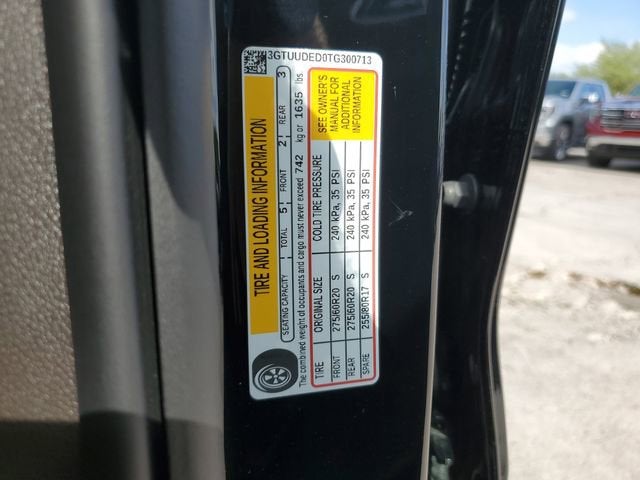 3GTUUDED0TG300713
TIRE AND LOADING INFORMATION
SEATING CAPACITY TOTAL 5 FRONT 2 REAR 3
The combined weight of occupants and cargo must never exceed 742 kg or 1635 lbs.
TIRE ORIGINAL SIZE COLD TIRE PRESSURE
FRONT 275/60R20 S 240 kPa, 35 PSI
REAR 275/60R20 S 240 kPa, 35 PSI
SPARE 255/80R17 S 240 kPa, 35 PSI
SEE OWNER'S
MANUAL FOR
ADDITIONAL
INFORMATION